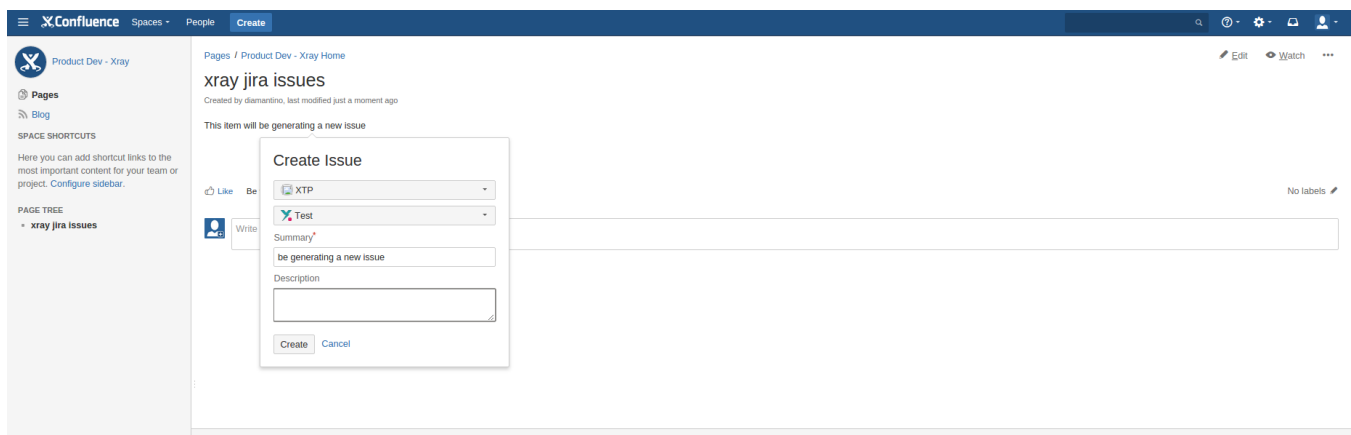 Confluence Spaces People Create
Product Dev - Xray
Pages
Blog
SPACE SHORTCUTS
Here you can add shortcut links to the
most important content for your team or
project. Configure sidebar.
PAGE TREE
xray jira issues
Pages / Product Dev - Xray Home
Edit Watch
xray jira issues
Created by diamantino, last modified just a moment ago
This item will be generating a new issue
Like Be
No labels
Write
Create Issue
XTP
Test
Summary*
be generating a new issue
Description
Create Cancel